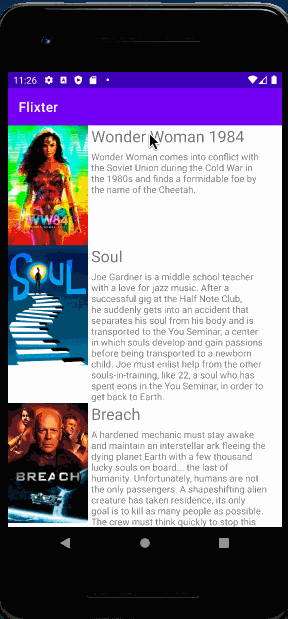 11:26
Flixter
Wonder Woman 1984
Wonder Woman comes into conflict with
the Soviet Union during the Cold War in
the 1980s and finds a formidable foe by
the name of the Cheetah.
WW84
Soul
Joe Gardner is a middle school teacher
with a love for jazz music. After a
successful gig at the Half Note Club,
he suddenly gets into an accident that
separates his soul from his body and is
transported to the You Seminar, a center
in which souls develop and gain passions
before being transported to a newborn
child. Joe must enlist help from the other
souls-in-training, like 22, a soul who has
spent eons in the You Seminar, in order to
get back to Earth.
SOUL
Breach
A hardened mechanic must stay awake
and maintain an interstellar ark fleeing the
dying planet Earth with a few thousand
lucky souls on board... the last of
humanity. Unfortunately, humans are not
the only passengers. A shapeshifting alien
creature has taken residence, its only
goal is to kill as many people as possible.
The crew must think quickly to stop this
BREACH